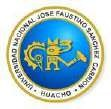 UNIVERSIDAD NACIONAL JOSE FAUSTINO SANCHEZ CARRION
HUACHO